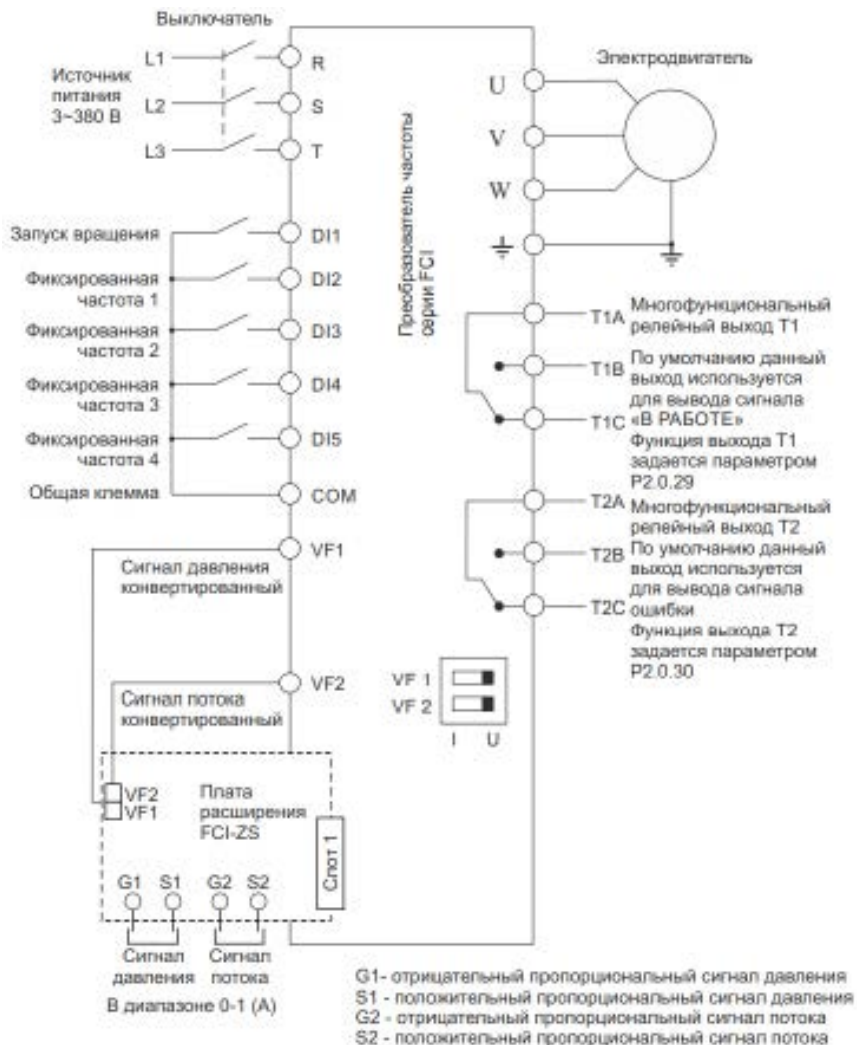 Выключатель
L1
R
Источник
питания
3~380 В
L2
S
L3
T
Преобразователь частоты
серии FCI
Электродвигатель
U
V
W
Запуск вращения
DI1
Фиксированная
частота 1
DI2
Фиксированная
частота 2
DI3
Фиксированная
частота 3
DI4
Фиксированная
частота 4
DI5
Общая клемма
COM
T1A
Многофункциональный
релейный выход T1
T1B
По умолчанию данный
выход используется
для вывода сигнала
T1C
«В РАБОТЕ»
Функция выхода T1
задается параметром
P2.0.29
T2A
Многофункциональный
релейный выход T2
T2B
По умолчанию данный
выход используется
для вывода сигнала
T2C
ошибки
Функция выхода T2
задается параметром
P2.0.30
VF1
Сигнал давления
конвертированный
VF2
Сигнал потока
конвертированный
VF 1
VF 2
I U
VF2
VF1
Плата
расширения
FCI-ZS
Слот 1
G1 S1 G2 S2
Сигнал
давления
Сигнал
потока
В диапазоне 0-1 (А)
G1- отрицательный пропорциональный сигнал давления
S1 - положительный пропорциональный сигнал давления
G2 - отрицательный пропорциональный сигнал потока
S2 - положительный пропорциональный сигнал потока